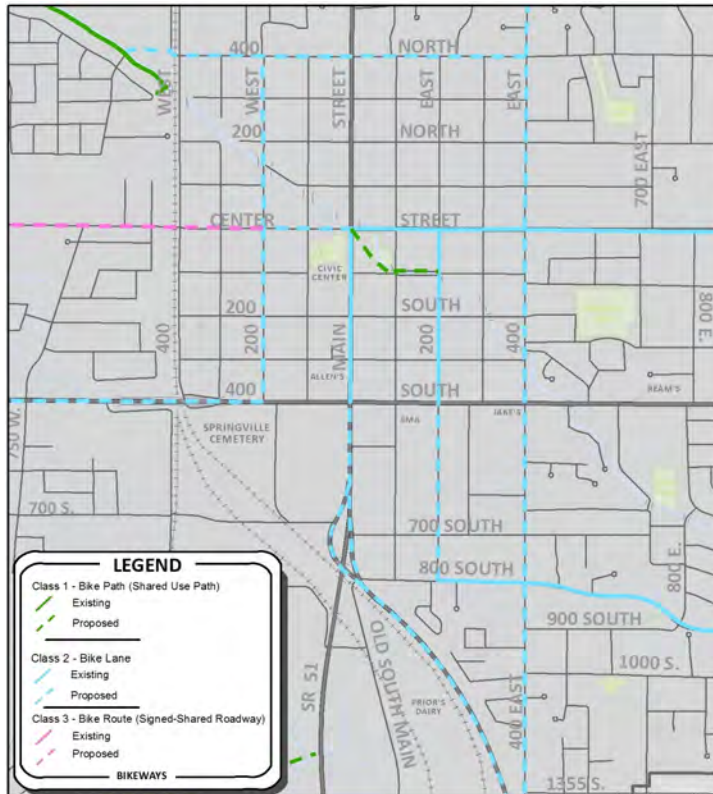 400 NORTH
WEST WEST STREET EAST EAST
200 NORTH
700 EAST
CENTER STREET
CIVIC
CENTER
200 SOUTH
800 E.
400 200 MAIN 200 400
ALLEN'S
REAM'S
400 SOUTH
750 W.
SPRINGVILLE
CEMETERY
JAKE'S
700 S.
700 SOUTH
800 SOUTH
800 E.
900 SOUTH
1000 S.
SR 51
OLD SOUTH MAIN
400 EAST
PRIOR'S
DAIRY
1355 S.
LEGEND
Class 1 - Bike Path (Shared Use Path)
Existing
Proposed
Class 2 - Bike Lane
Existing
Proposed
Class 3 - Bike Route (Signed-Shared Roadway)
Existing
Proposed
BIKEWAYS